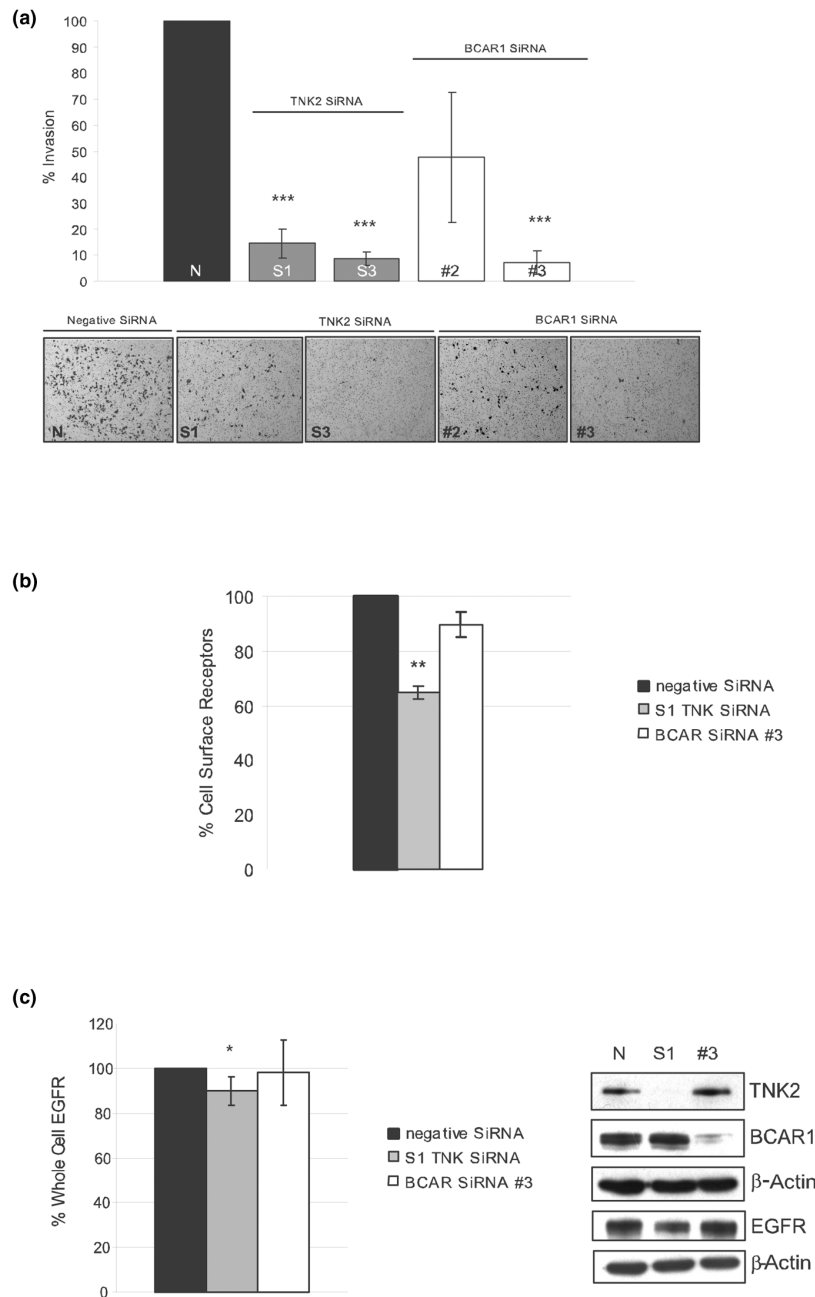 (a)
100
90
80
70
60
50
40
30
20
10
0
% Invasion
TNK2 SiRNA
BCAR1 SiRNA
***
***
***
N
S1
S3
#2
#3
Negative SiRNA
TNK2 SiRNA
BCAR1 SiRNA
N
S1
S3
#2
#3
(b)
100
80
60
40
20
0
% Cell Surface Receptors
**
negative SiRNA
S1 TNK SiRNA
BCAR SiRNA #3
(c)
120
100
80
60
40
20
0
% Whole Cell EGFR
*
negative SiRNA
S1 TNK SiRNA
BCAR SiRNA #3
N S1 #3
TNK2
BCAR1
β-Actin
EGFR
β-Actin